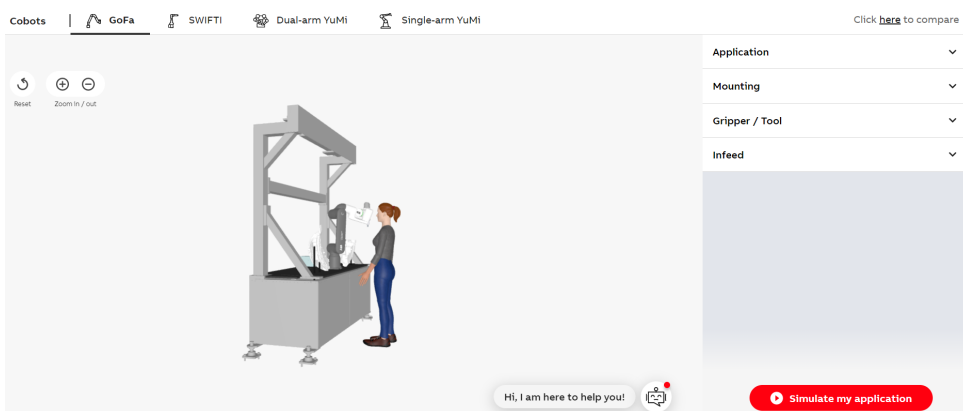 Cobots GoFa SWIFTI Dual-arm YuMi Single-arm YuMi Click here to compare
Application
Mounting
Reset Zoom in / out
Gripper / Tool
Infeed
Hi, I am here to help you!
Simulate my application